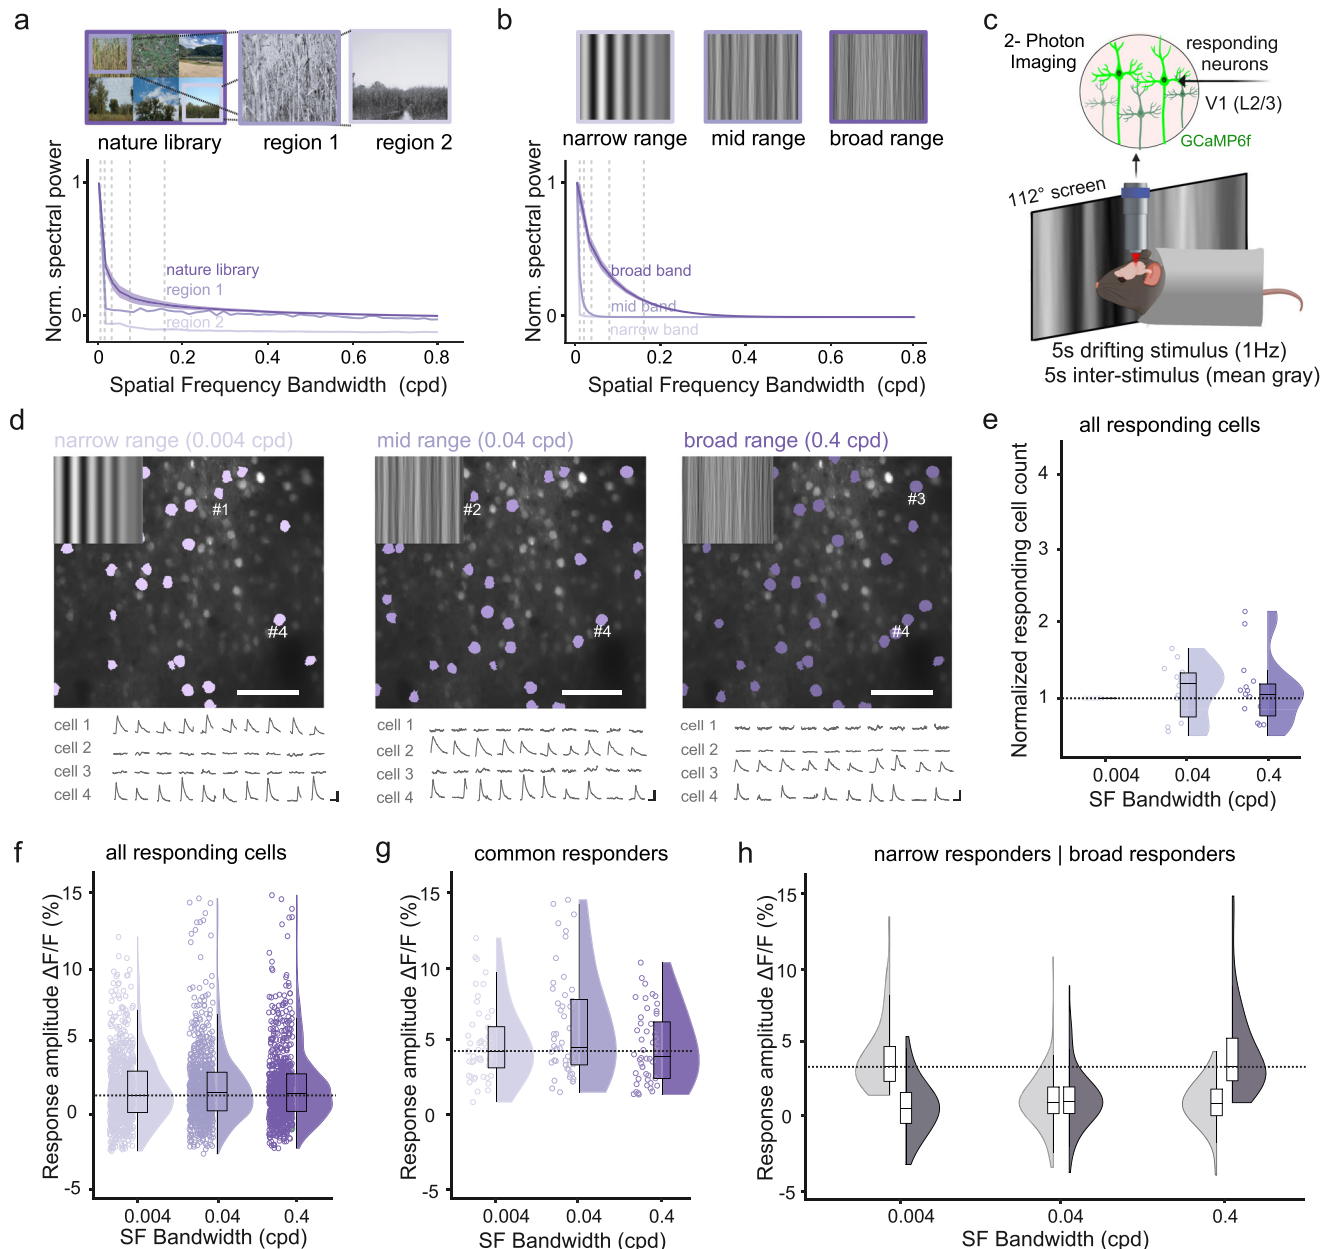 a
nature library
region 1
region 2
Norm. spectral power
1
0
nature library
region 1
region 2
0
0.2
0.4
0.6
0.8
Spatial Frequency Bandwidth (cpd)
b
narrow range
mid range
broad range
Norm. spectral power
1
0
broad band
mid band
narrow band
0
0.2
0.4
0.6
0.8
Spatial Frequency Bandwidth (cpd)
c
2- Photon
Imaging
responding
neurons
V1 (L2/3)
GCaMP6f
112° screen
5s drifting stimulus (1Hz)
5s inter-stimulus (mean gray)
d
narrow range (0.004 cpd)
#1
#4
cell 1
cell 2
cell 3
cell 4
mid range (0.04 cpd)
#2
#4
cell 1
cell 2
cell 3
cell 4
broad range (0.4 cpd)
#3
#4
cell 1
cell 2
cell 3
cell 4
e
all responding cells
Normalized responding cell count
4
3
2
1
0.004
0.04
0.4
SF Bandwidth (cpd)
f
all responding cells
Response amplitude ΔF/F (%)
15
10
5
0
-5
0.004
0.04
0.4
SF Bandwidth (cpd)
g
common responders
Response amplitude ΔF/F (%)
15
10
5
0
-5
0.004
0.04
0.4
SF Bandwidth (cpd)
h
narrow responders | broad responders
Response amplitude ΔF/F (%)
15
10
5
0
-5
0.004
0.04
0.4
SF Bandwidth (cpd)